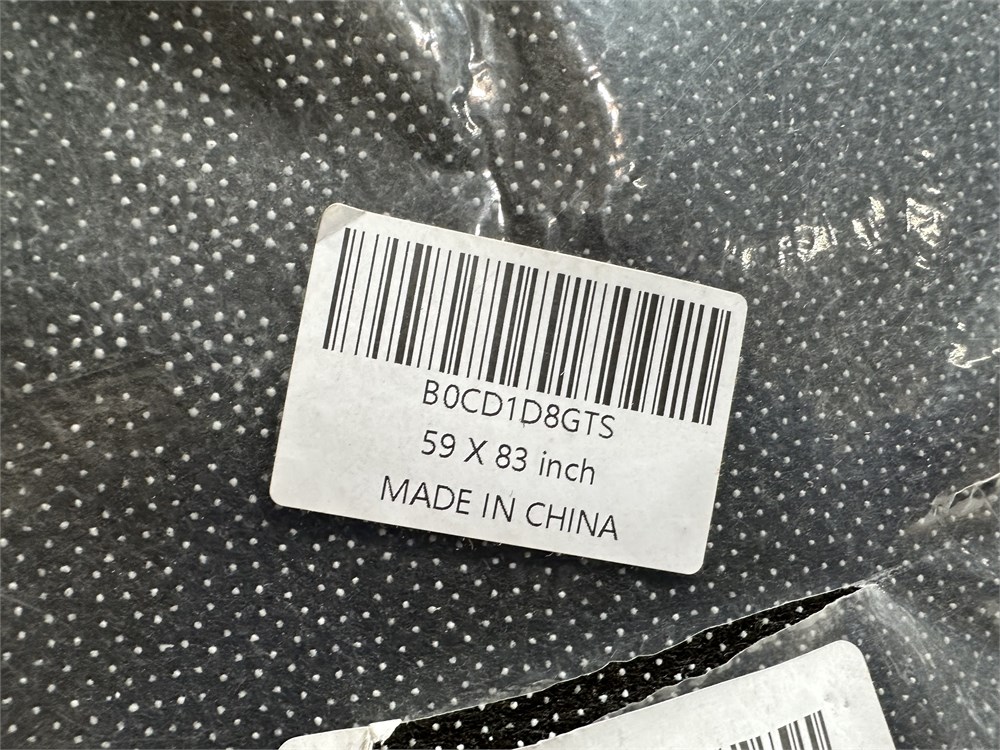 B0CD1D8GTS
59 X 83 inch
MADE IN CHINA